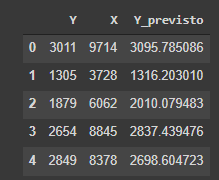 Y X Y_previsto
0 3011 9714 3095.785086
1 1305 3728 1316.203010
2 1879 6062 2010.079483
3 2654 8845 2837.439476
4 2849 8378 2698.604723